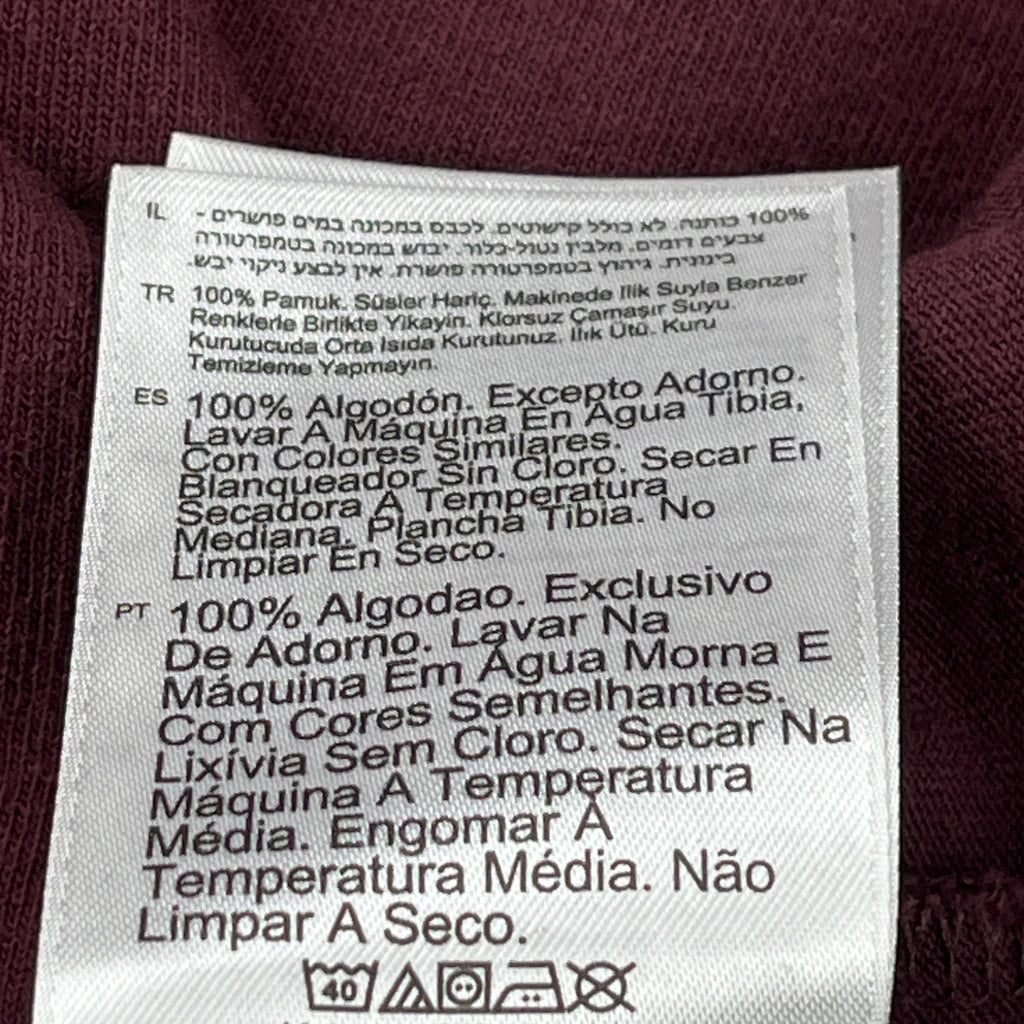 IL 100% כותנה. לא כולל קישוטים. לכבס במכונה במים פושרים -
צבעים דומים. מלבין נטול-כלור. יבוש במכונה בטמפרטורה
בינונית. גיהוץ בטמפרטורה פושרת. אין לבצע ניקוי יבש.
TR 100% Pamuk. Süsler Hariç. Makinede Ilik Suyla Benzer
Renklerle Birlikte Yikayin. Klorsuz Çamaşır Suyu.
Kurutucuda Orta Isıda Kurutunuz. Ilık Ütü. Kuru
Temizleme Yapmayın.
ES 100% Algodón. Excepto Adorno.
Lavar A Máquina En Agua Tibia,
Con Colores Similares.
Blanqueador Sin Cloro. Secar En
Secadora A Temperatura
Mediana. Plancha Tibia. No
Limpiar En Seco.
PT 100% Algodao. Exclusivo
De Adorno. Lavar Na
Máquina Em Água Morna E
Com Cores Semelhantes.
Lixívia Sem Cloro. Secar Na
Máquina A Temperatura
Média. Engomar À
Temperatura Média. Não
Limpar A Seco.
40